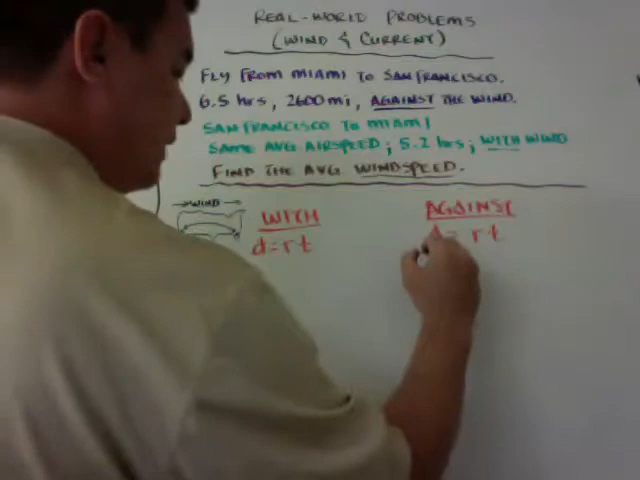 REAL-WORLD PROBLEMS
(WIND & CURRENT)
FLY FROM MIAMI TO SAN FRANCISCO.
6.5 hrs, 2600 mi, AGAINST THE WIND.
SAN FRANCISCO TO MIAMI
SAME AVG AIRSPEED; 5.2 hrs; WITH WIND
FIND THE AVG WINDSPEED.
WIND
WITH AGAINST
d=rt d= rt